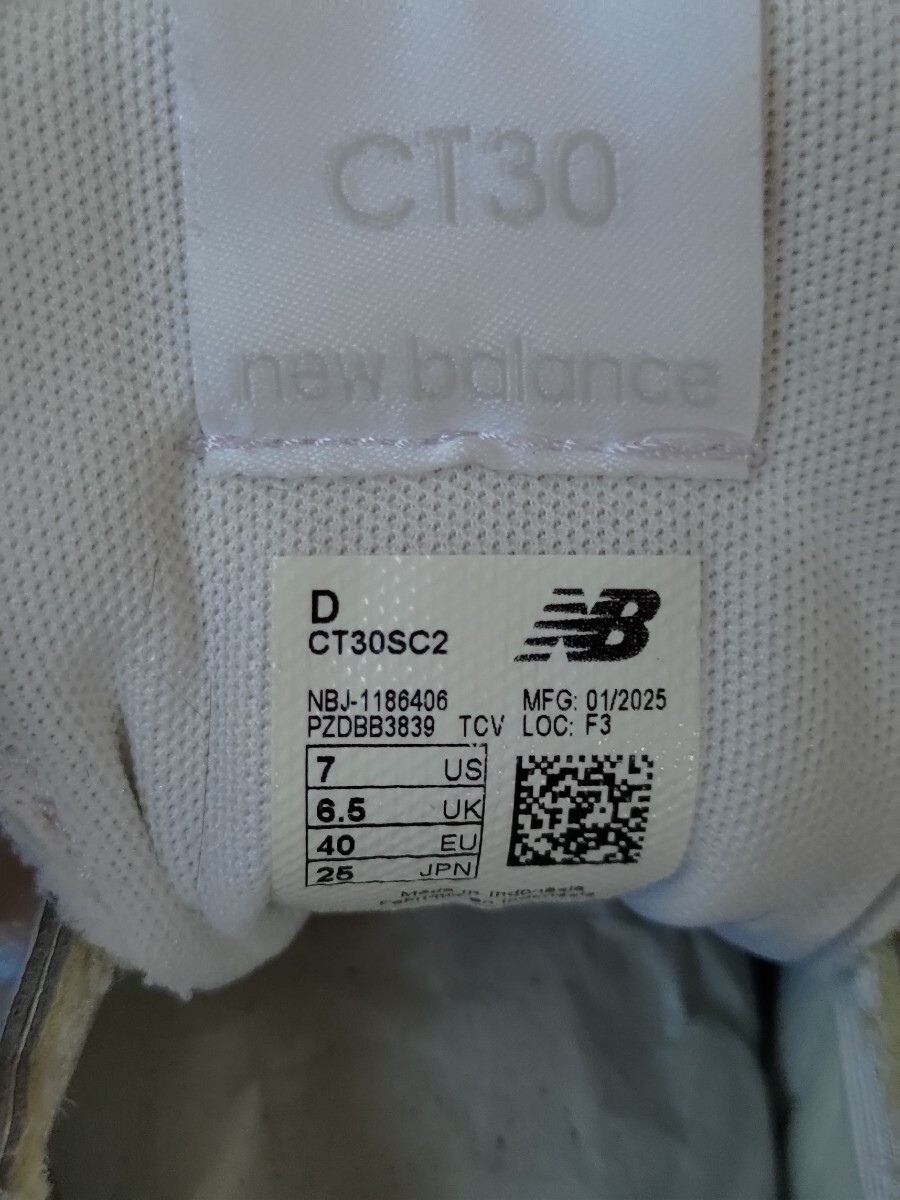 CT30
new balance
D
CT30SC2
NB
NBJ-1186406
MFG: 01/2025
PZDBB3839 TCV
LOC: F3
7 US
6.5 UK
40 EU
25 JPN
Made in Indonesia